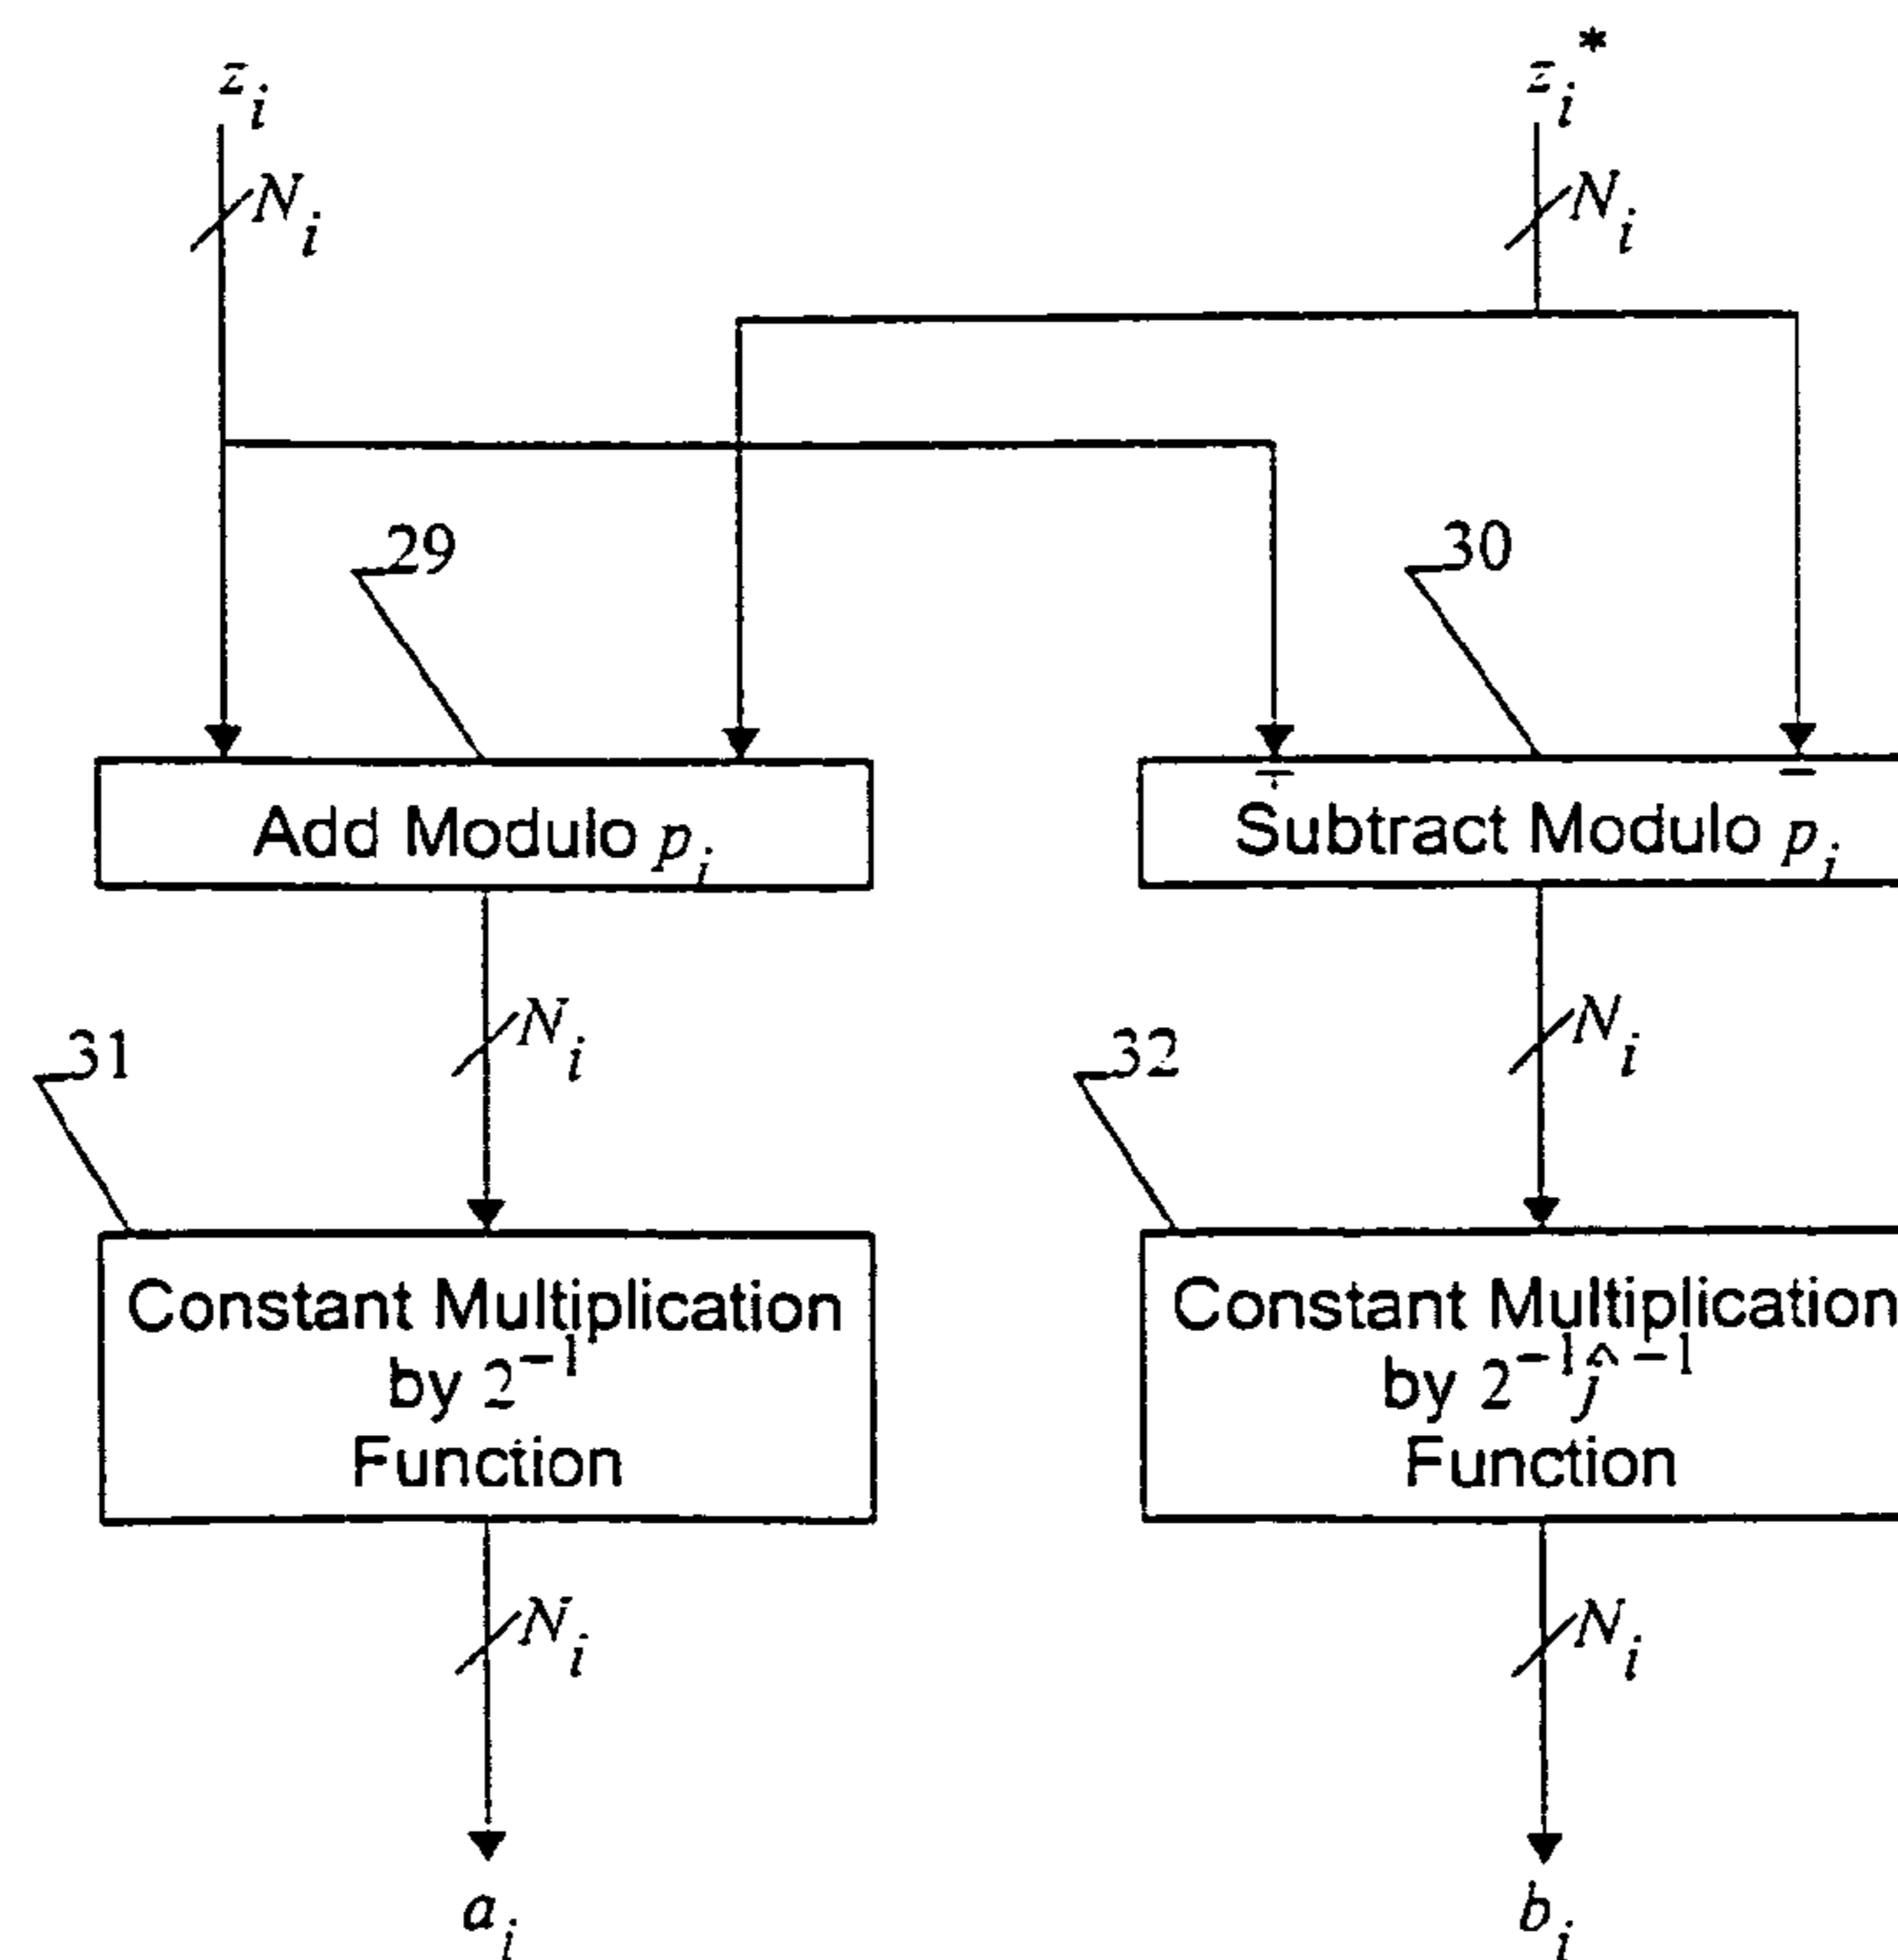 z_i
z_i^*
N_i
N_i
29
30
+
−
Add Modulo p_i
Subtract Modulo p_i
N_i
N_i
31
32
Constant Multiplication
by 2^{-1}
Function
Constant Multiplication
by 2^{-1} ĵ^{-1}
Function
N_i
N_i
a_i
b_i